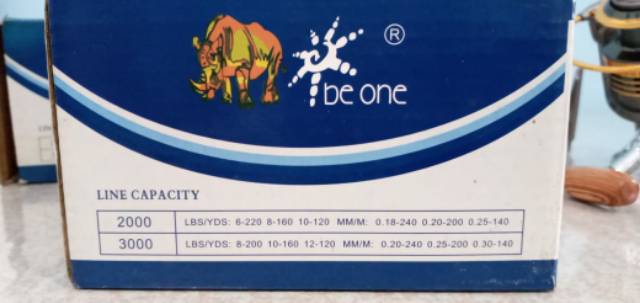 ®
be one
LINE CAPACITY
2000 LBS/YDS: 6-220 8-160 10-120 MM/M: 0.18-240 0.20-200 0.25-140
3000 LBS/YDS: 8-200 10-160 12-120 MM/M: 0.20-240 0.25-200 0.30-140